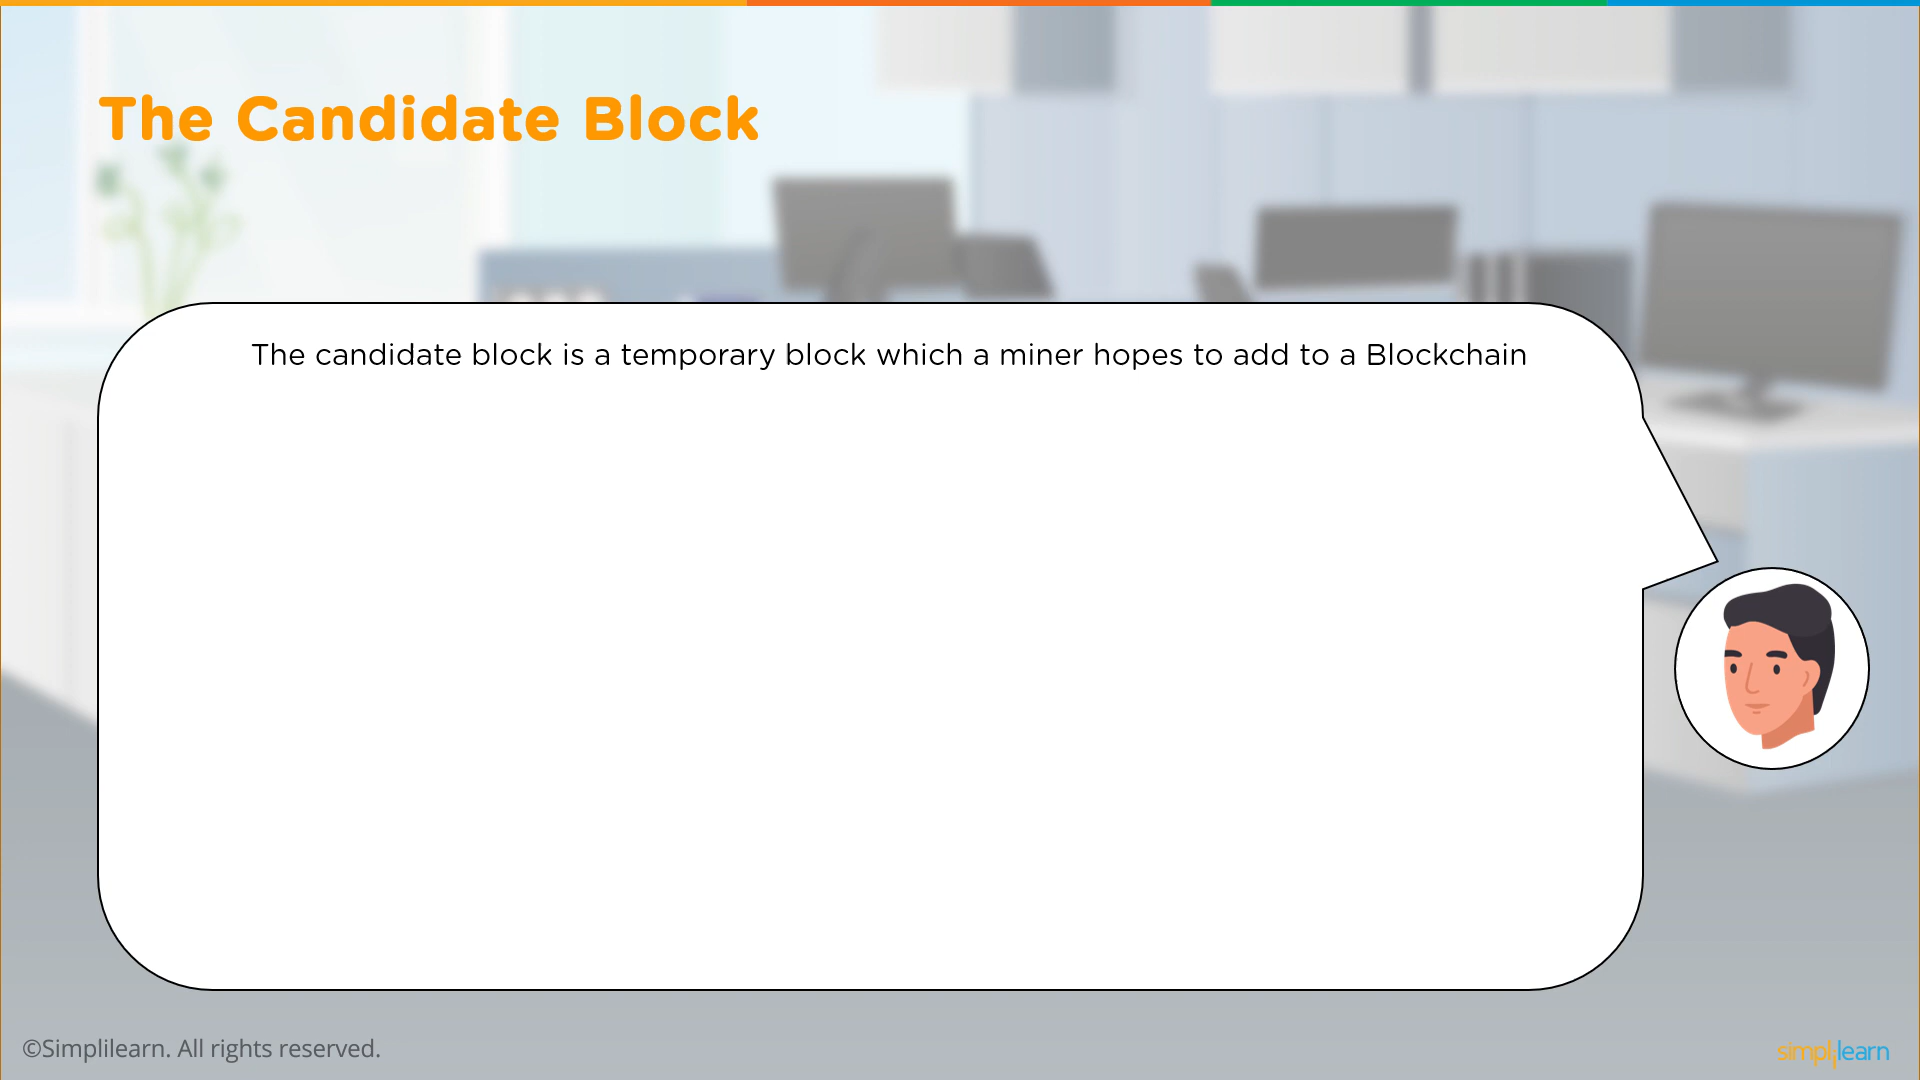 The Candidate Block
The candidate block is a temporary block which a miner hopes to add to a Blockchain
©Simplilearn. All rights reserved.
simplilearn